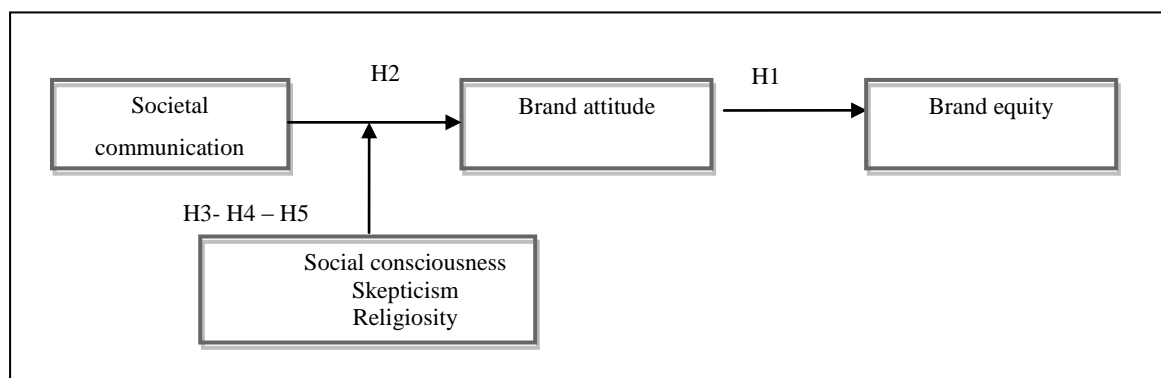 H2
H1
Societal
communication
Brand attitude
Brand equity
H3- H4 – H5
Social consciousness
Skepticism
Religiosity